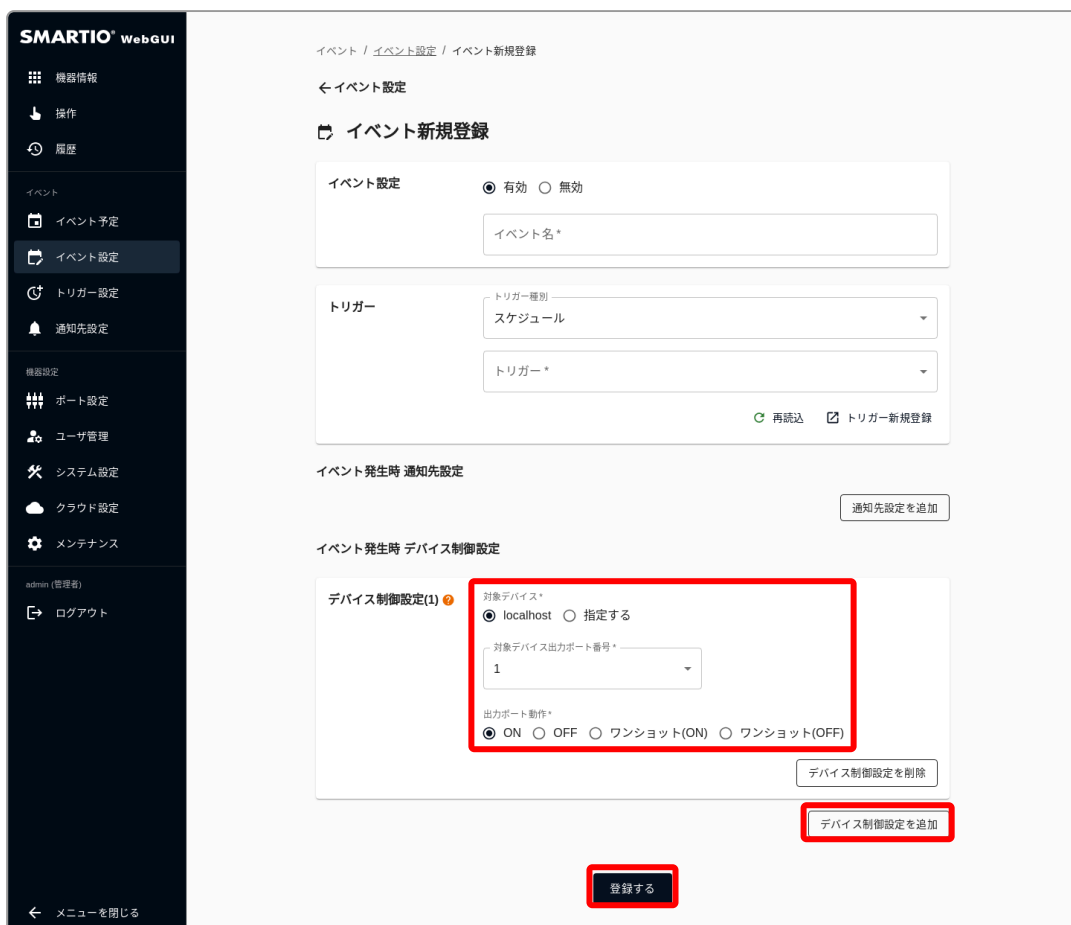 SMARTIO® WebGUI
機器情報
操作
履歴
イベント
イベント予定
イベント設定
トリガー設定
通知先設定
機器設定
ポート設定
ユーザ管理
システム設定
クラウド設定
メンテナンス
admin (管理者)
ログアウト
メニューを閉じる
イベント / イベント設定 / イベント新規登録
イベント設定
イベント新規登録
イベント設定
有効 無効
イベント名*
トリガー
トリガー種別
スケジュール
トリガー*
再読込 トリガー新規登録
イベント発生時 通知先設定
通知先設定を追加
イベント発生時 デバイス制御設定
デバイス制御設定(1) ?
対象デバイス*
localhost 指定する
対象デバイス出力ポート番号*
1
出力ポート動作*
ON OFF ワンショット(ON) ワンショット(OFF)
デバイス制御設定を削除
デバイス制御設定を追加
登録する